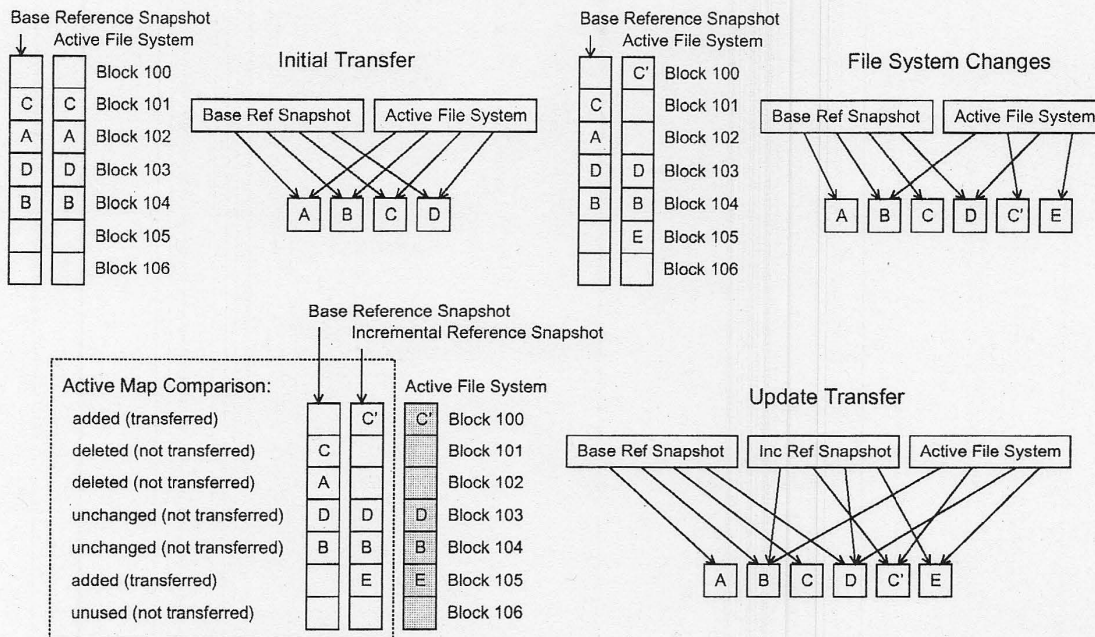 Base Reference Snapshot
Active File System
Block 100
C C Block 101
A A Block 102
D D Block 103
B B Block 104
Block 105
Block 106
Initial Transfer
Base Ref Snapshot Active File System
A B C D
Base Reference Snapshot
Active File System
C' Block 100
C Block 101
A Block 102
D D Block 103
B B Block 104
E Block 105
Block 106
File System Changes
Base Ref Snapshot Active File System
A B C D C' E
Base Reference Snapshot
Incremental Reference Snapshot
Active Map Comparison: Active File System
added (transferred) C' C' Block 100
deleted (not transferred) C Block 101
deleted (not transferred) A Block 102
unchanged (not transferred) D D D Block 103
unchanged (not transferred) B B B Block 104
added (transferred) E E Block 105
unused (not transferred) Block 106
Update Transfer
Base Ref Snapshot Inc Ref Snapshot Active File System
A B C D C' E